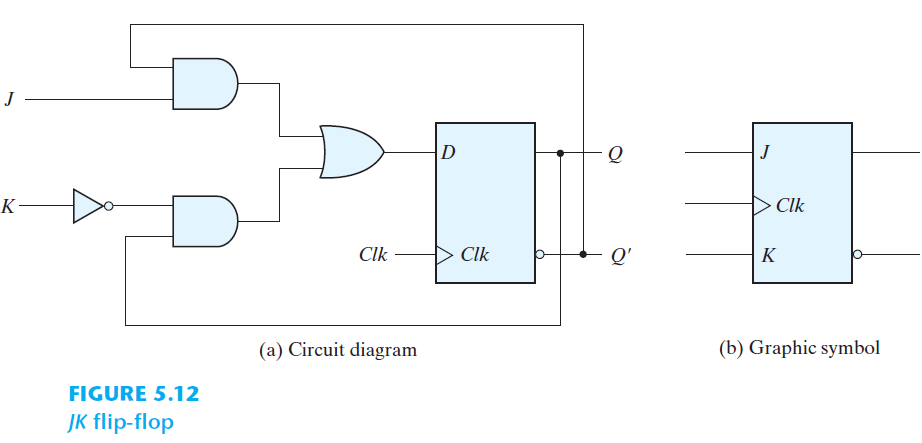 J
K
D
Q
Clk
Clk
Q'
(a) Circuit diagram
J
Clk
K
(b) Graphic symbol
FIGURE 5.12
JK flip-flop